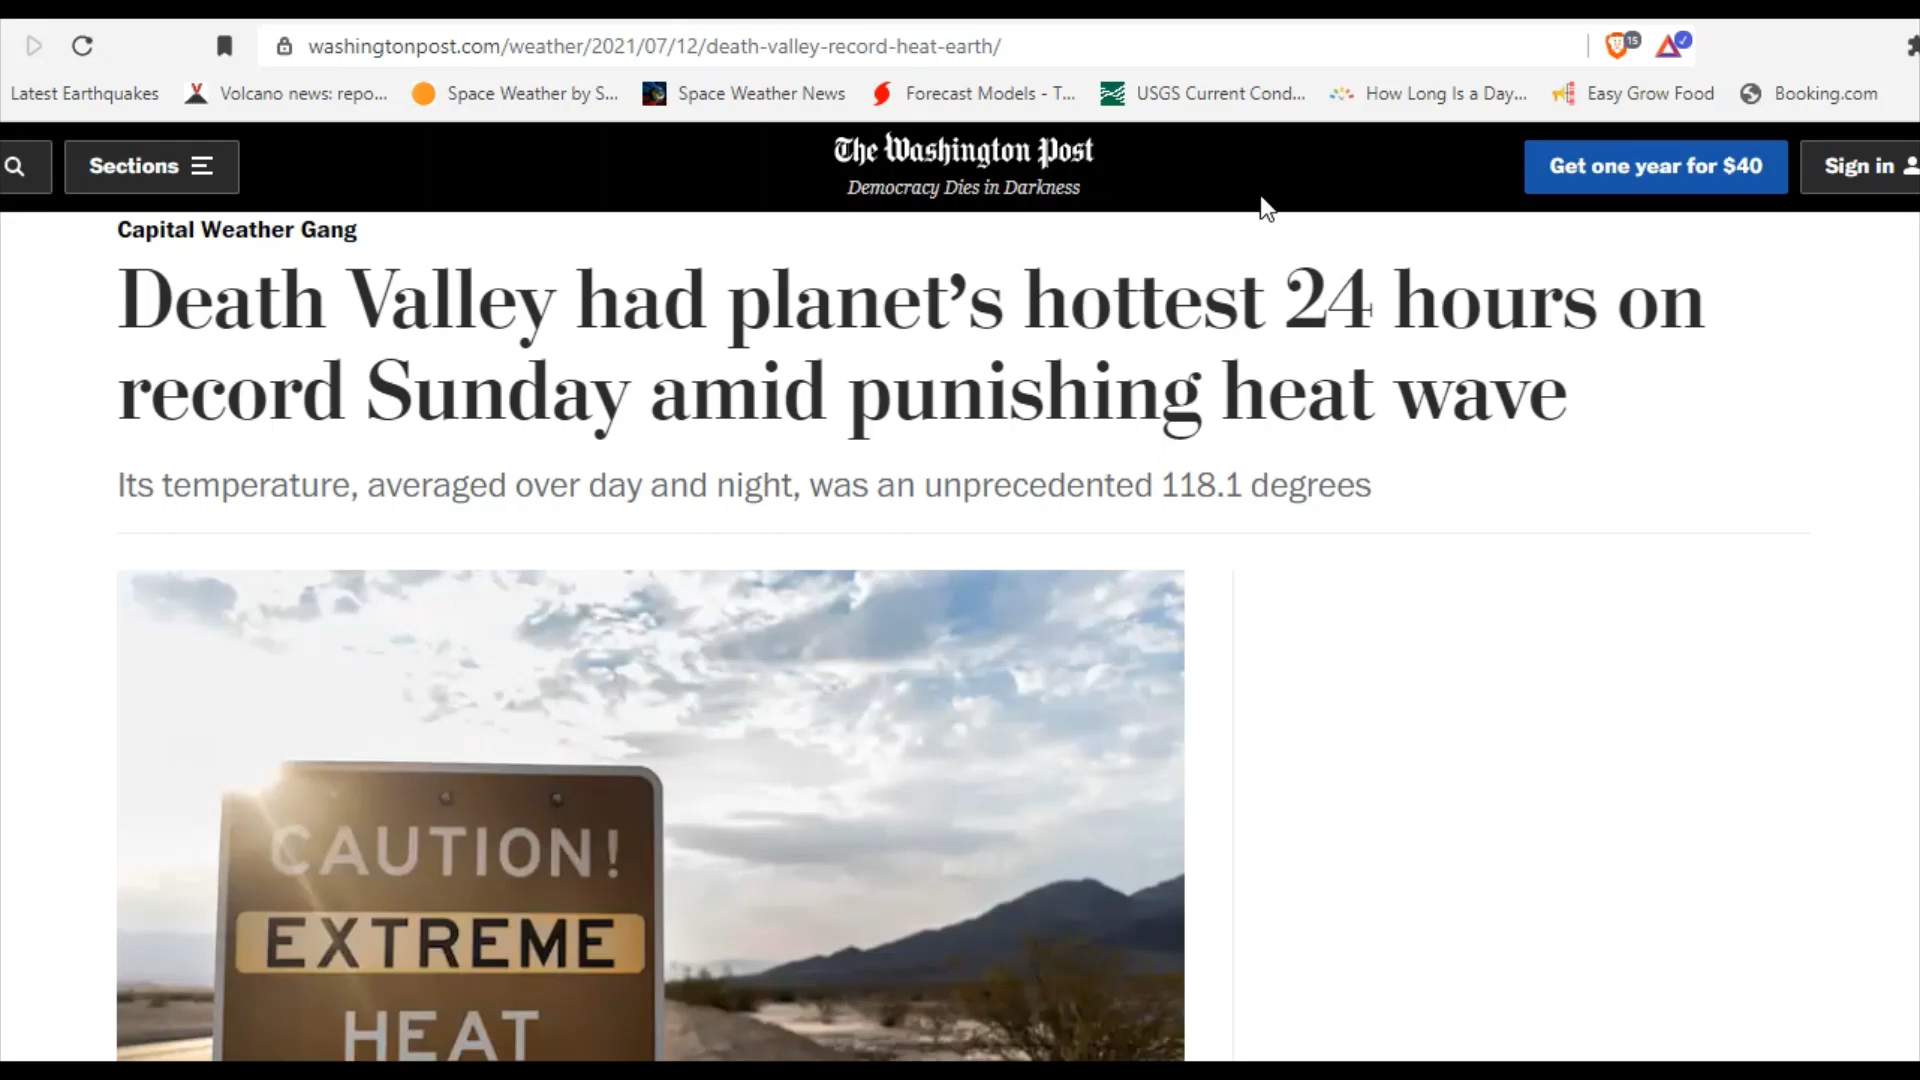 washingtonpost.com/weather/2021/07/12/death-valley-record-heat-earth/
15
Latest Earthquakes
Volcano news: repo...
Space Weather by S...
Space Weather News
Forecast Models - T...
USGS Current Cond...
How Long Is a Day...
Easy Grow Food
Booking.com
Sections
The Washington Post
Democracy Dies in Darkness
Get one year for $40
Sign in
Capital Weather Gang
Death Valley had planet’s hottest 24 hours on
record Sunday amid punishing heat wave
Its temperature, averaged over day and night, was an unprecedented 118.1 degrees
CAUTION!
EXTREME
HEAT